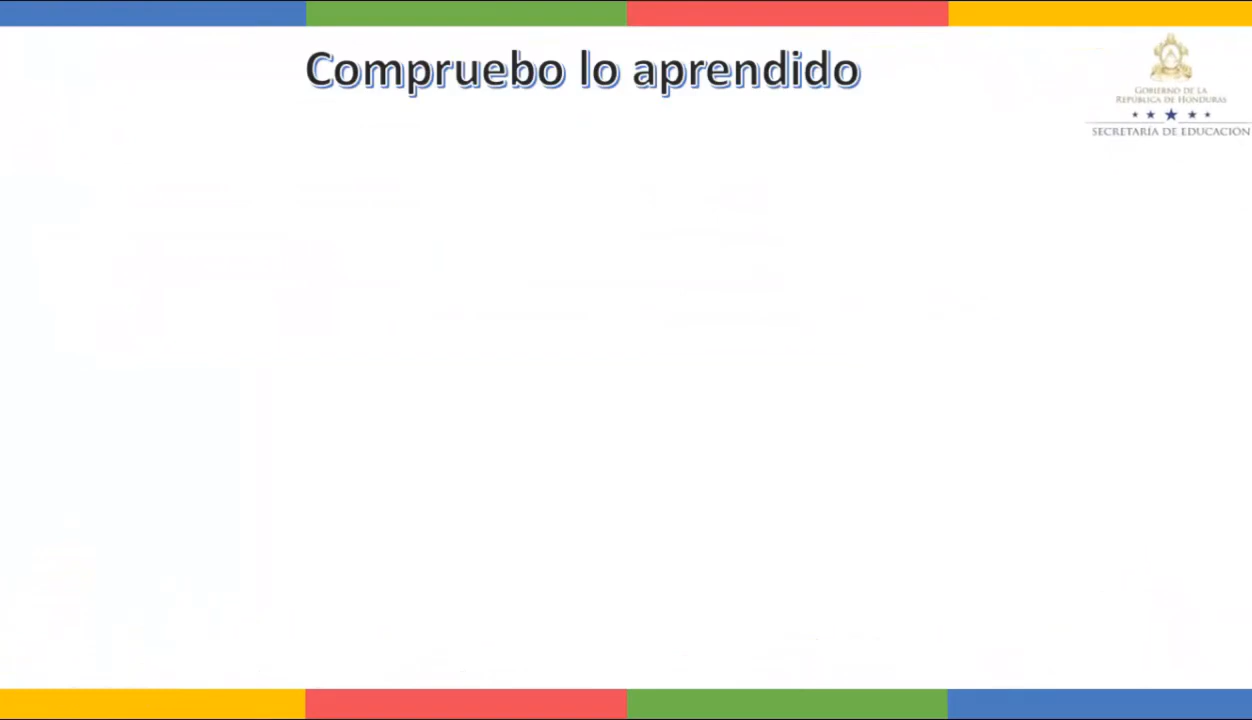 Compruebo lo aprendido
GOBIERNO DE LA
REPÚBLICA DE HONDURAS
SECRETARÍA DE EDUCACIÓN